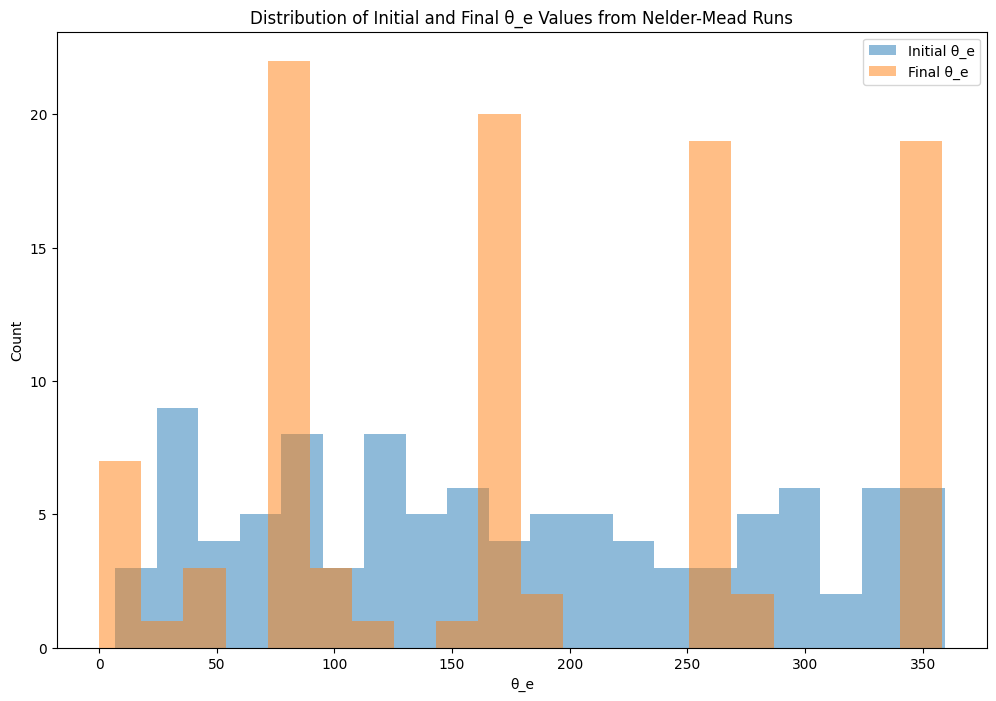 Distribution of Initial and Final θ_e Values from Nelder-Mead Runs
Initial θ_e
Final θ_e
Count
20
15
10
5
0
0 50 100 150 200 250 300 350
θ_e